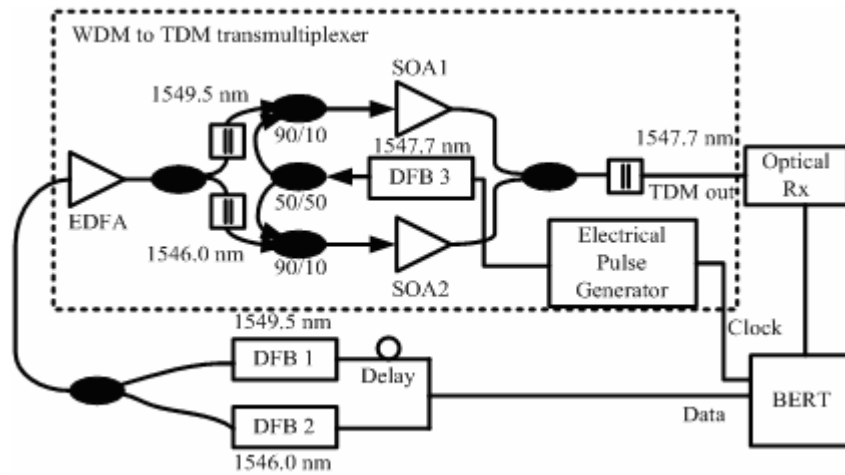 WDM to TDM transmultiplexer
SOA1
1549.5 nm
90/10
1547.7 nm
1547.7 nm
DFB 3
Optical
Rx
TDM out
EDFA
50/50
1546.0 nm
90/10
SOA2
Electrical
Pulse
Generator
1549.5 nm
Clock
DFB 1
Delay
BERT
Data
DFB 2
1546.0 nm